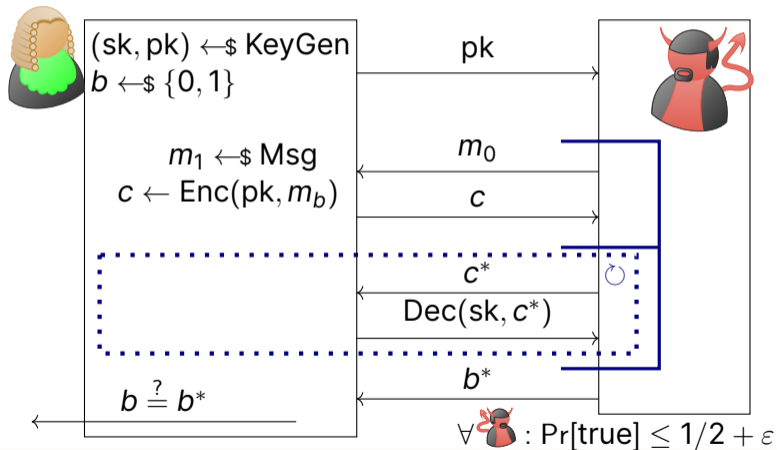 (sk, pk) ←$ KeyGen
b ←$ {0, 1}
pk
m₁ ←$ Msg
m₀
c ← Enc(pk, m_b)
c
c*
↻
Dec(sk, c*)
b*
b ≟ b*
∀ : Pr[true] ≤ 1/2 + ε